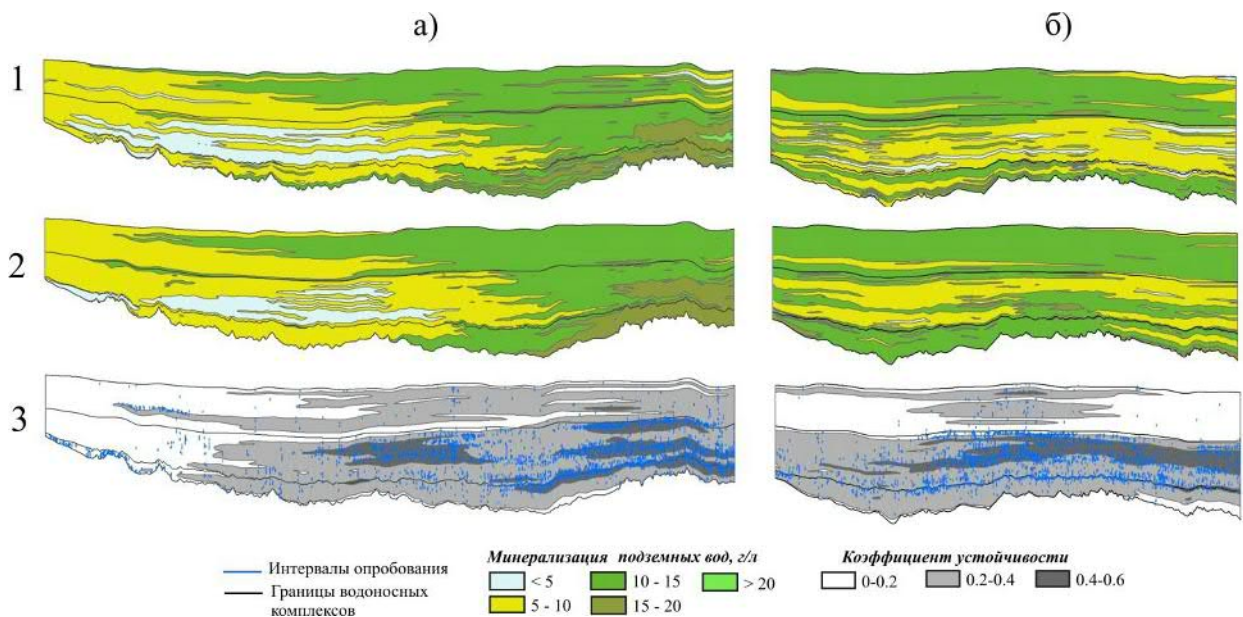 а)
б)
1
2
3
Интервалы опробования
Границы водоносных
комплексов
Минерализация подземных вод, г/л
< 5
10 - 15
> 20
5 - 10
15 - 20
Коэффициент устойчивости
0-0.2
0.2-0.4
0.4-0.6